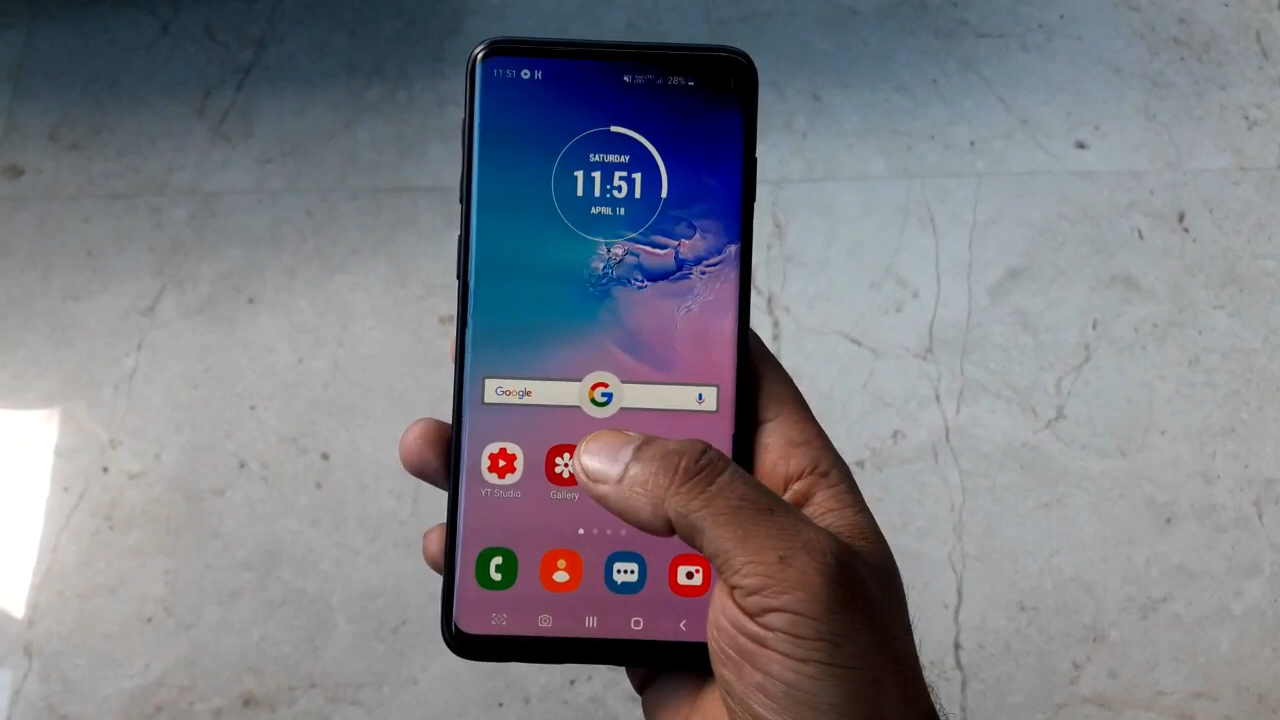 11:51
28%
SATURDAY
11:51
APRIL 18
Google
G
YT Studio
Gallery